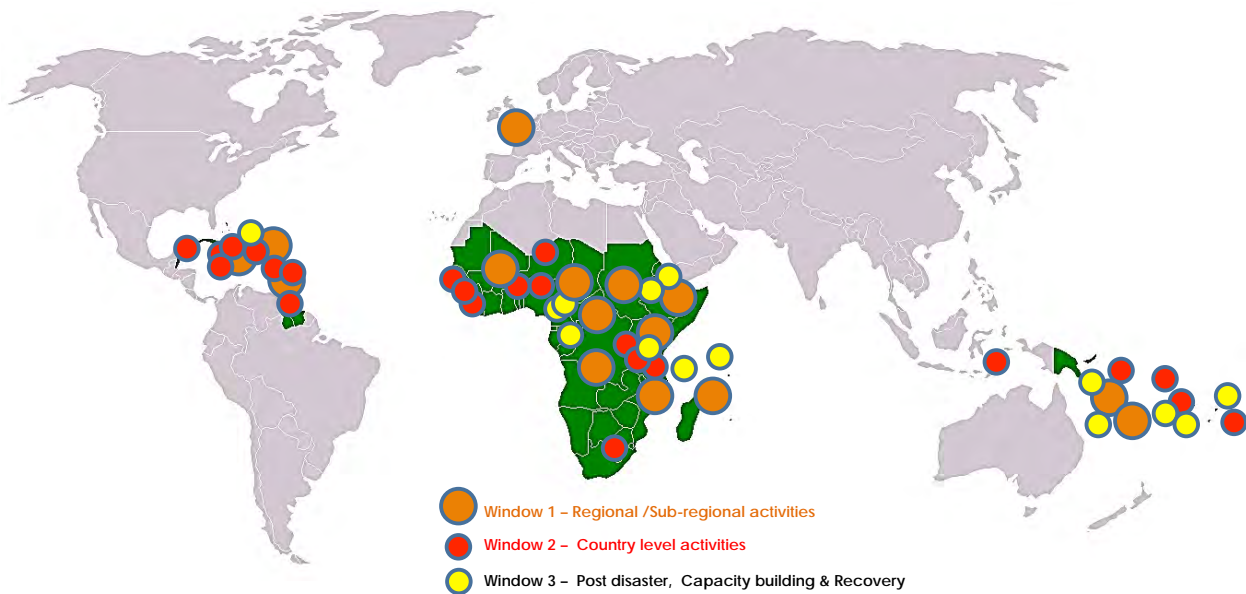 Window 1 – Regional /Sub-regional activities
Window 2 – Country level activities
Window 3 – Post disaster, Capacity building & Recovery